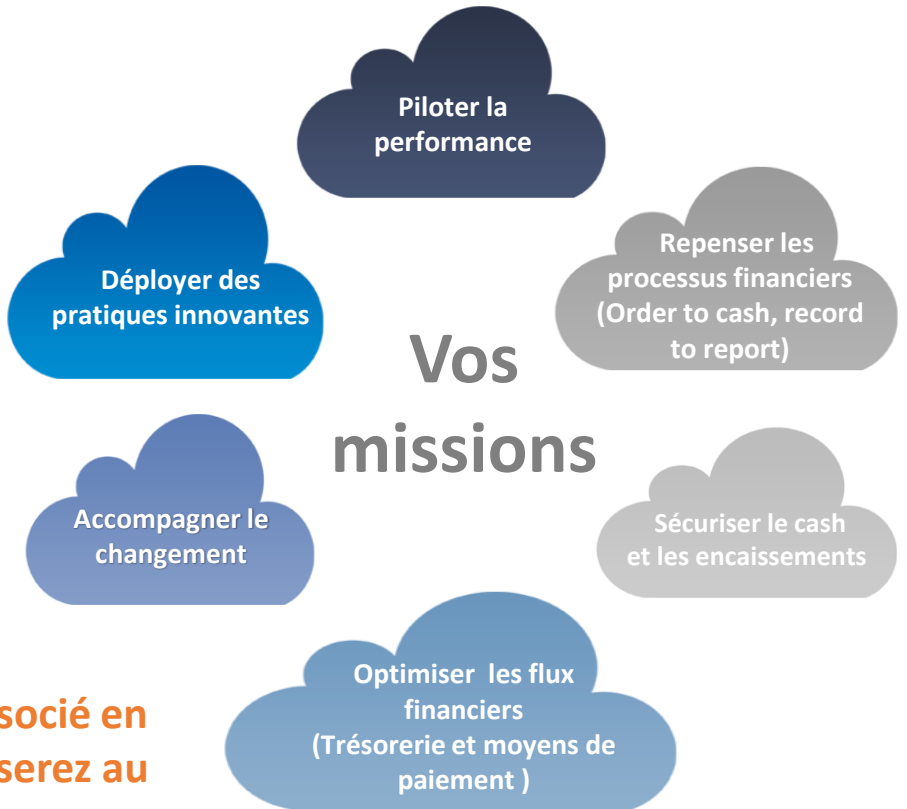 Piloter la
performance
Déployer des
pratiques innovantes
Repenser les
processus financiers
(Order to cash, record
to report)
Vos
missions
Accompagner le
changement
Sécuriser le cash
et les encaissements
Optimiser les flux
financiers
(Trésorerie et moyens de
paiement )
socié en
serez au